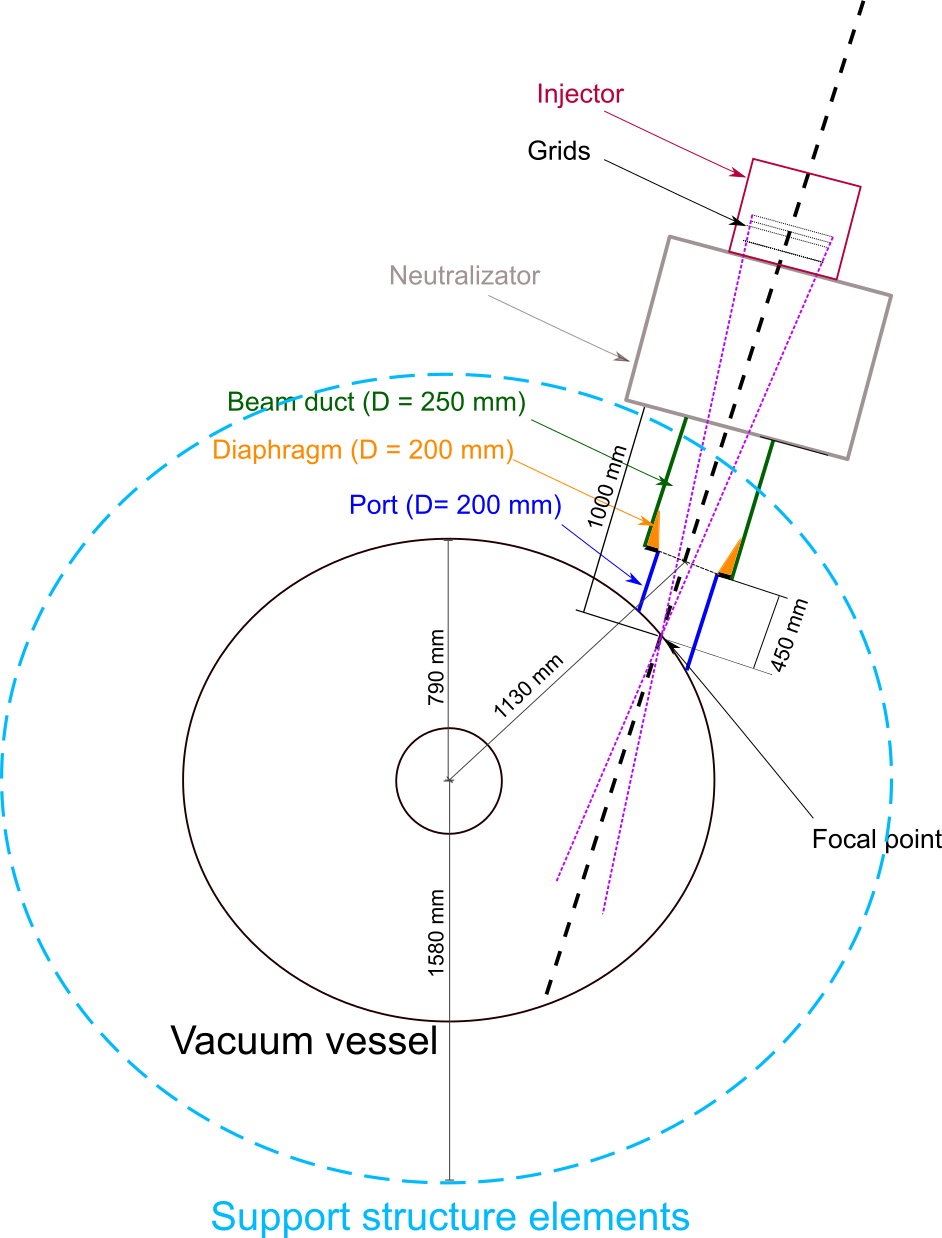 Injector
Grids
Neutralizator
Beam duct (D = 250 mm)
Diaphragm (D = 200 mm)
Port (D= 200 mm)
1000 mm
450 mm
790 mm
1130 mm
Focal point
1580 mm
Vacuum vessel
Support structure elements